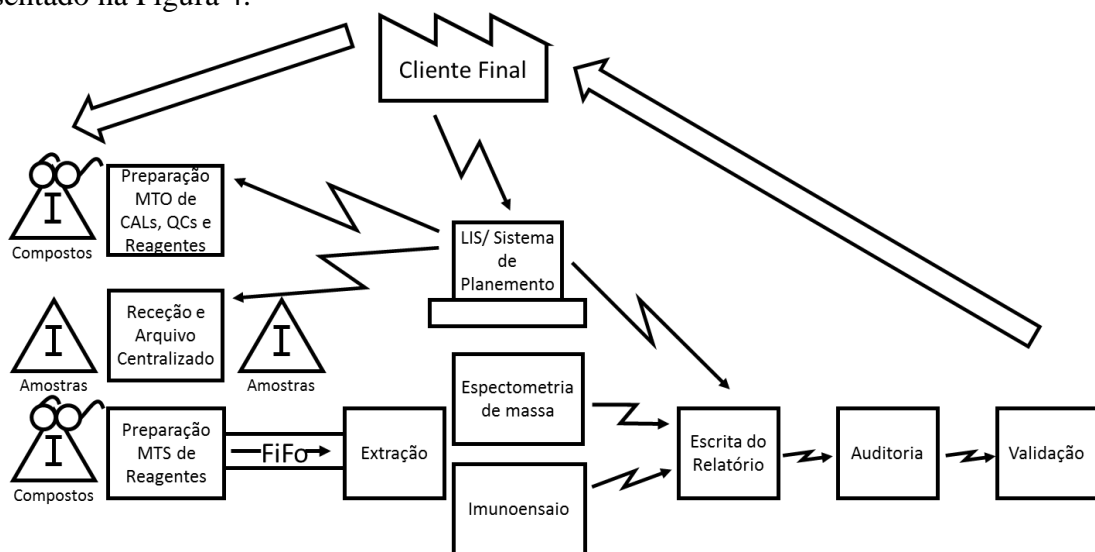 sentado na Figura 4.
Cliente Final
Preparação
MTO de
CALs, QCs e
Reagentes
I
Compostos
LIS/ Sistema
de
Planemento
Receção e
Arquivo
Centralizado
I
Amostras
I
Amostras
Espectometria
de massa
Preparação
MTS de
Reagentes
I
Compostos
FiFo
Extração
Escrita do
Relatório
Auditoria
Validação
Imunoensaio